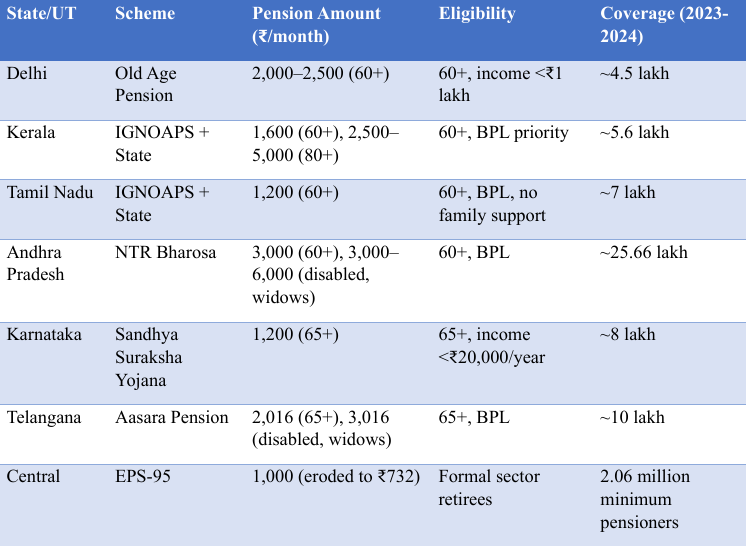 State/UT Scheme Pension Amount Eligibility Coverage (2023-
(₹/month) 2024)
Delhi Old Age 2,000–2,500 (60+) 60+, income <₹1 ~4.5 lakh
Pension lakh
Kerala IGNOAPS + 1,600 (60+), 2,500– 60+, BPL priority ~5.6 lakh
State 5,000 (80+)
Tamil Nadu IGNOAPS + 1,200 (60+) 60+, BPL, no ~7 lakh
State family support
Andhra NTR Bharosa 3,000 (60+), 3,000– 60+, BPL ~25.66 lakh
Pradesh 6,000 (disabled,
widows)
Karnataka Sandhya 1,200 (65+) 65+, income ~8 lakh
Suraksha <₹20,000/year
Yojana
Telangana Aasara Pension 2,016 (65+), 3,016 65+, BPL ~10 lakh
(disabled, widows)
Central EPS-95 1,000 (eroded to ₹732) Formal sector 2.06 million
retirees minimum
pensioners